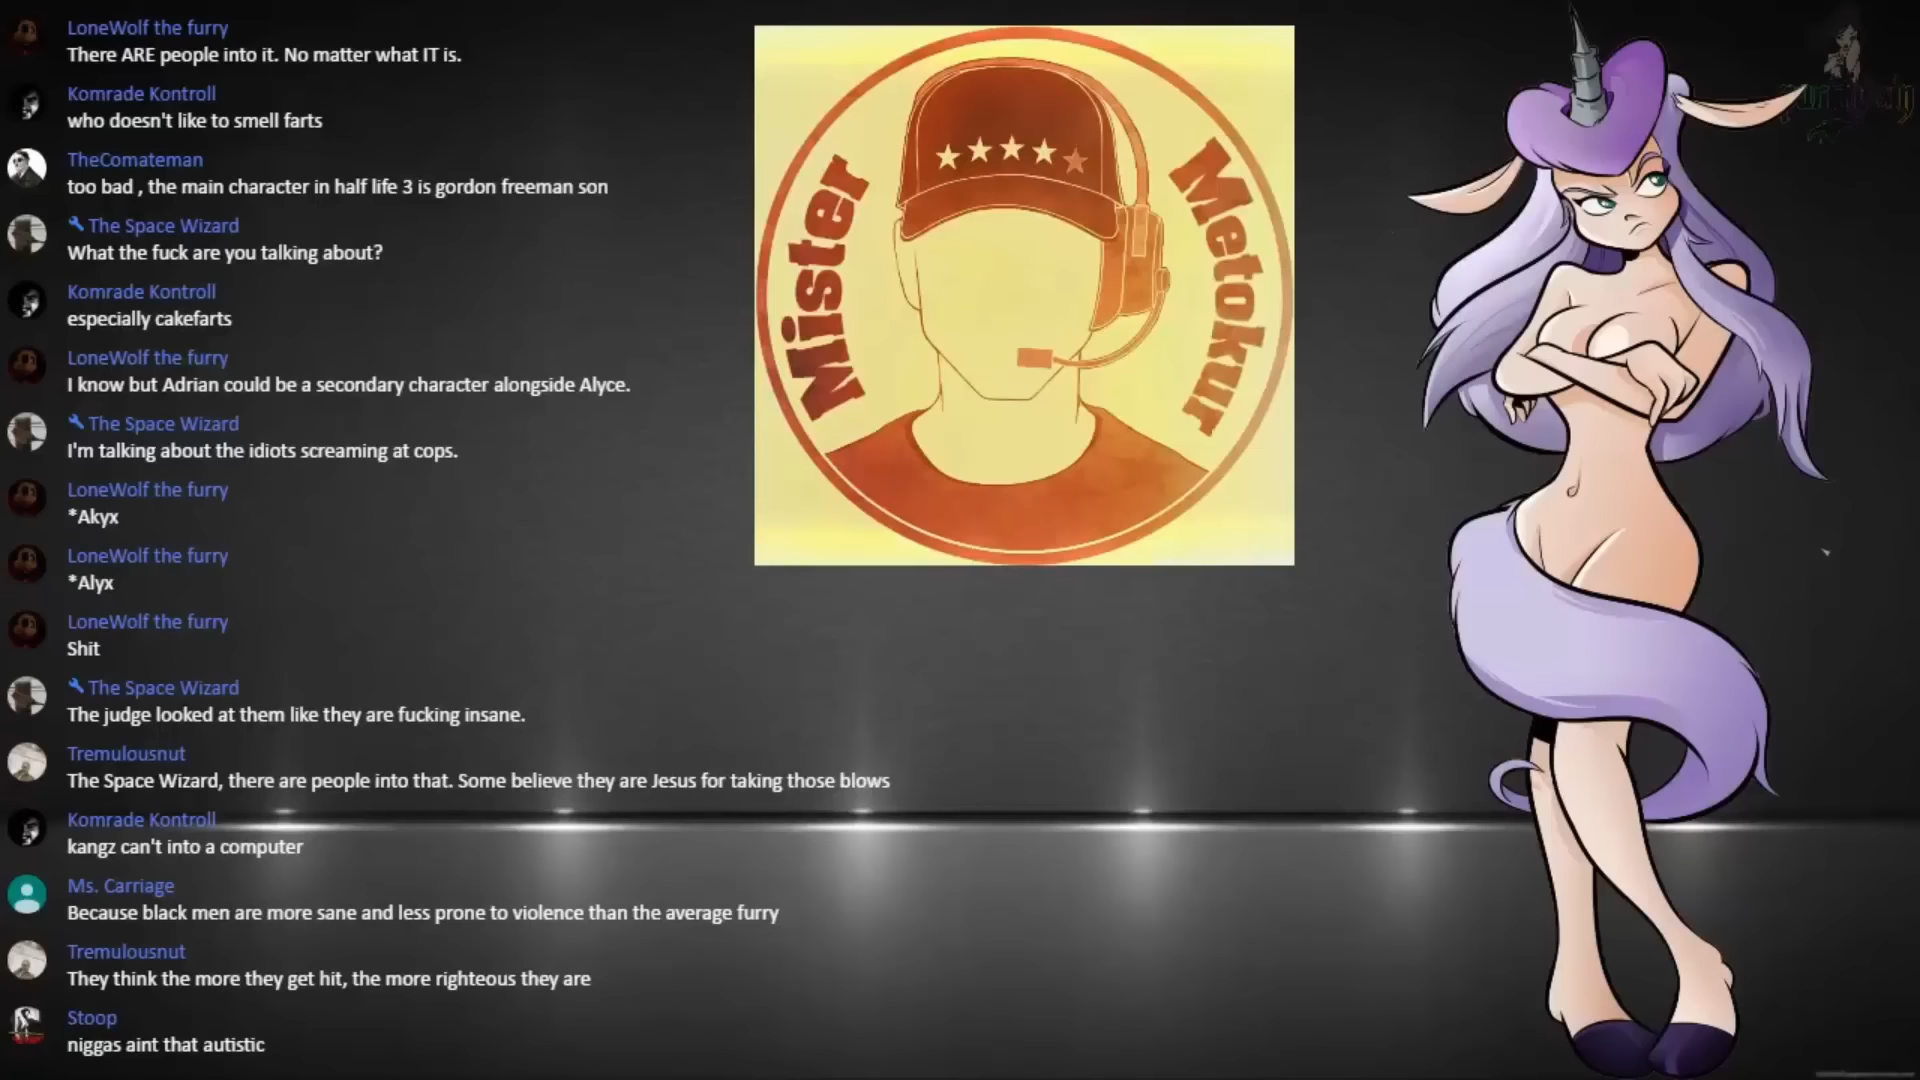 LoneWolf the furry
There ARE people into it. No matter what IT is.
Komrade Kontroll
who doesn't like to smell farts
TheComateman
too bad , the main character in half life 3 is gordon freeman son
The Space Wizard
What the fuck are you talking about?
Komrade Kontroll
especially cakefarts
LoneWolf the furry
I know but Adrian could be a secondary character alongside Alyce.
The Space Wizard
I'm talking about the idiots screaming at cops.
LoneWolf the furry
*Akyx
LoneWolf the furry
*Alyx
LoneWolf the furry
Shit
The Space Wizard
The judge looked at them like they are fucking insane.
Tremulousnut
The Space Wizard, there are people into that. Some believe they are Jesus for taking those blows
Komrade Kontroll
kangz can't into a computer
Ms. Carriage
Because black men are more sane and less prone to violence than the average furry
Tremulousnut
They think the more they get hit, the more righteous they are
Stoop
niggas aint that autistic
Mister
Metokur